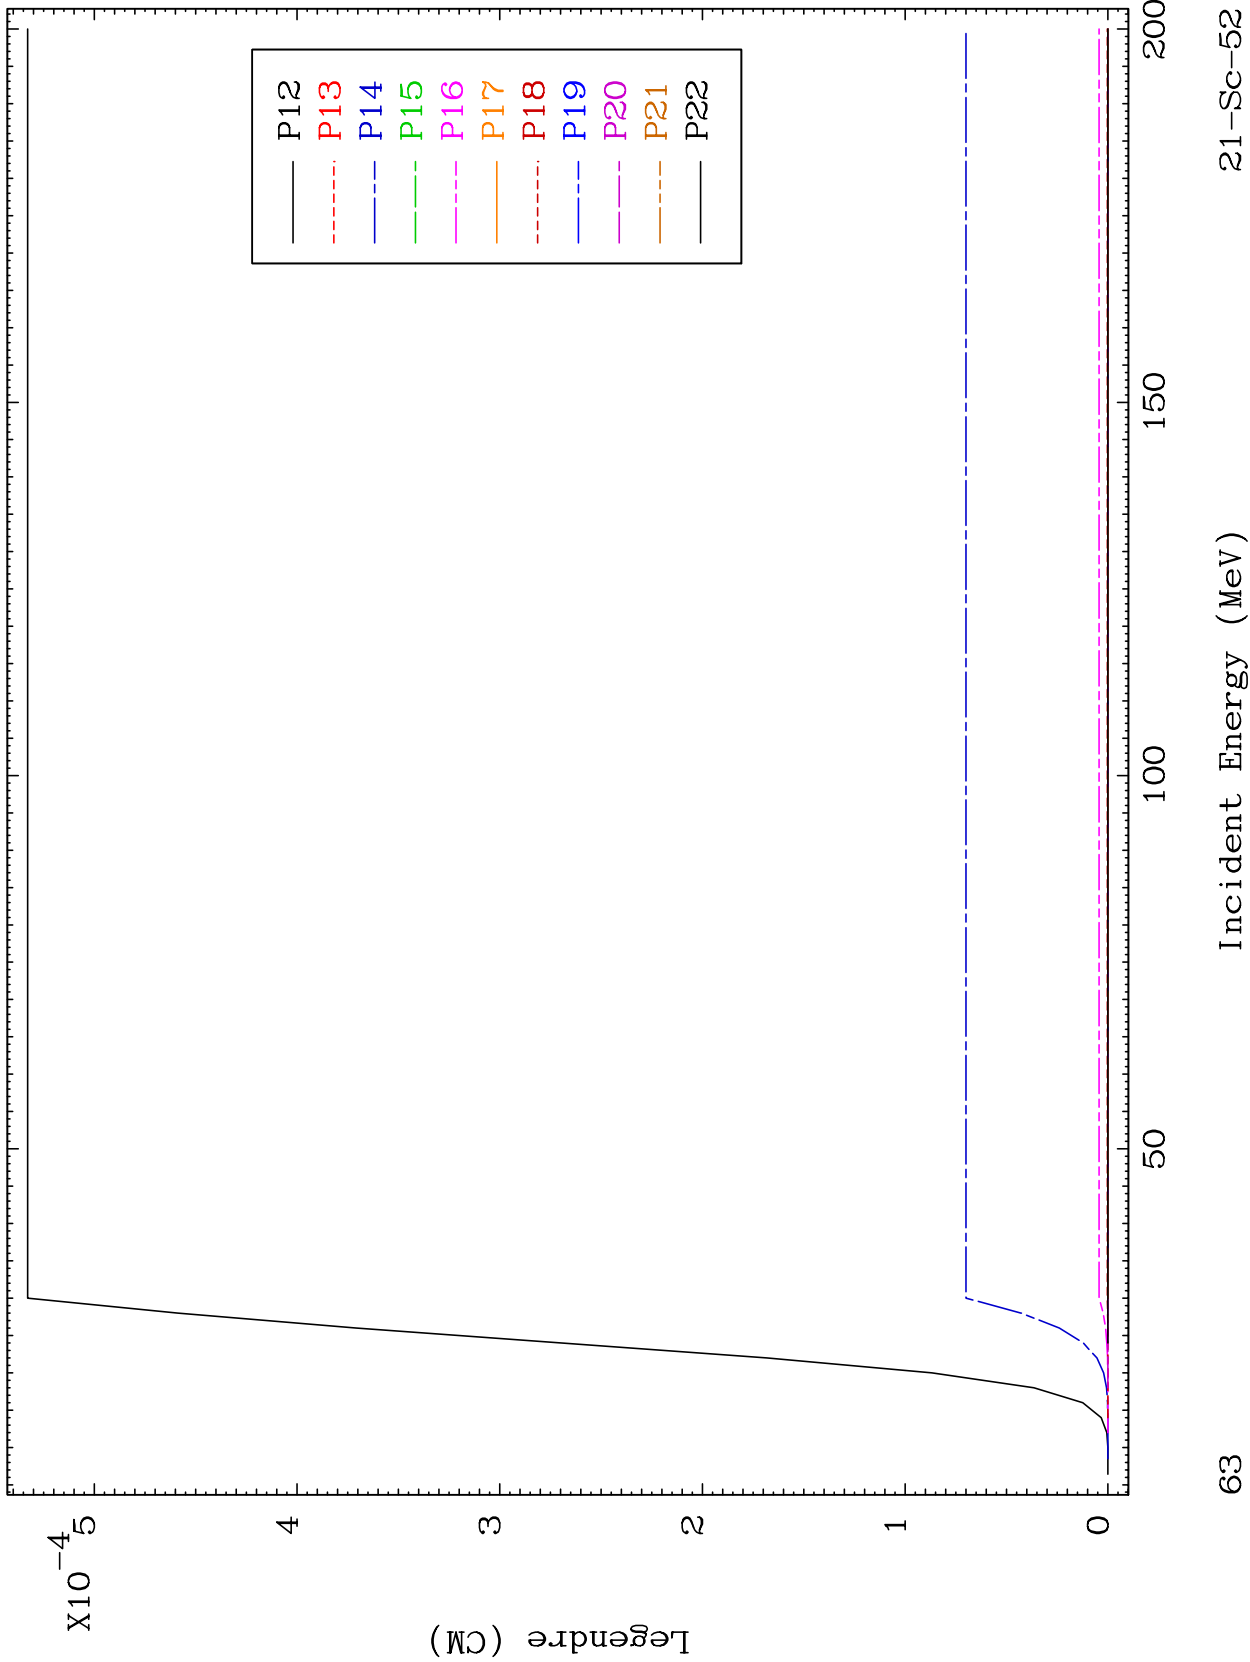 X10^-4
5
4
3
2
1
0
Legendre (CM)
P12
P13
P14
P15
P16
P17
P18
P19
P20
P21
P22
50
100
150
200
Incident Energy (MeV)
63
21-Sc-52